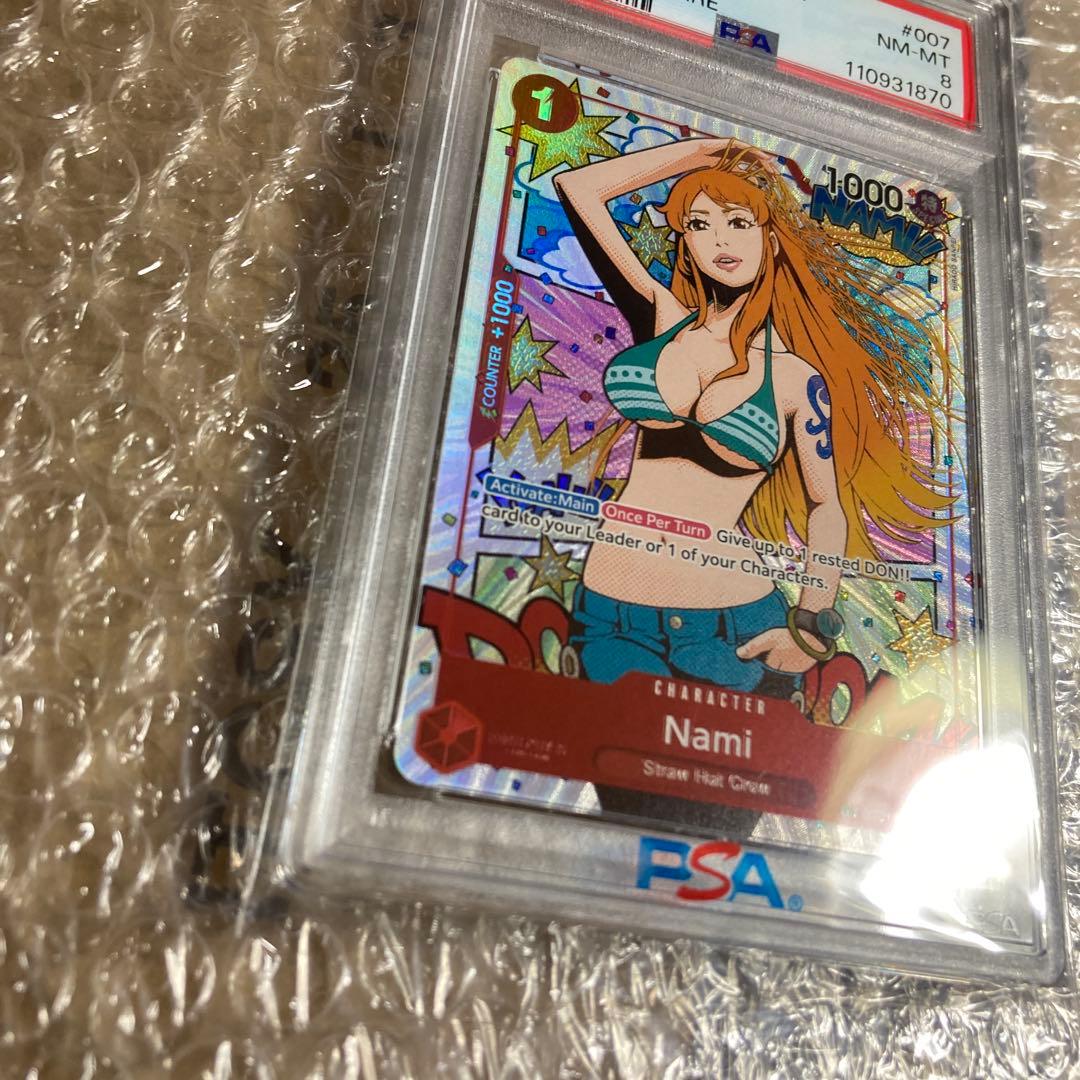 #007
NM-MT
PSA
8
110931870
1
1000
特
NAMI!!
COUNTER +1000
Activate:Main Once Per Turn Give up to 1 rested DON!!
card to your Leader or 1 of your Characters.
CHARACTER
Nami
Straw Hat Crew
PSA®